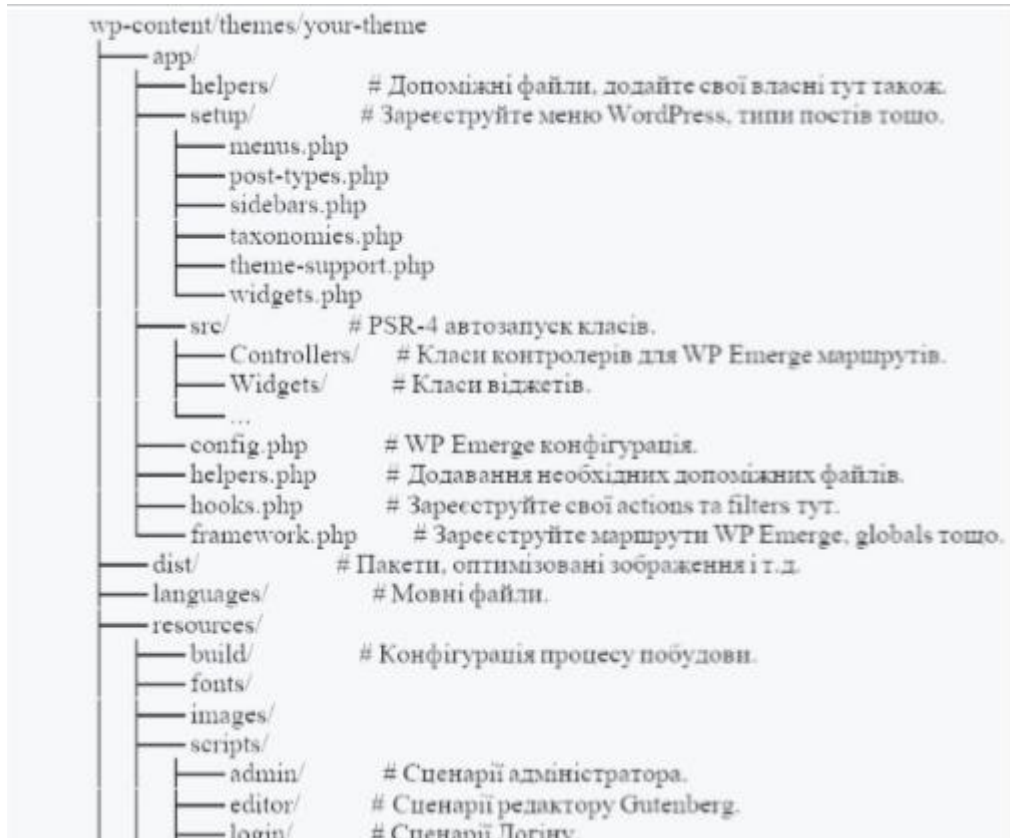 wp-content/themes/your-theme
app/
helpers/ # Допоміжні файли, додайте свої власні тут також.
setup/ # Зареєструйте меню WordPress, типи постів тощо.
menus.php
post-types.php
sidebars.php
taxonomies.php
theme-support.php
widgets.php
src/ # PSR-4 автозапуск класів.
Controllers/ # Класи контролерів для WP Emerge маршрутів.
Widgets/ # Класи віджетів.
...
config.php # WP Emerge конфігурація.
helpers.php # Додавання необхідних допоміжних файлів.
hooks.php # Зареєструйте свої actions та filters тут.
framework.php # Зареєструйте маршрути WP Emerge, globals тощо.
dist/ # Пакети, оптимізовані зображення і т.д.
languages/ # Мовні файли.
resources/
build/ # Конфігурація процесу побудови.
fonts/
images/
scripts/
admin/ # Сценарії адміністратора.
editor/ # Сценарії редактору Gutenberg.
login/ # Сценарії Логіну.